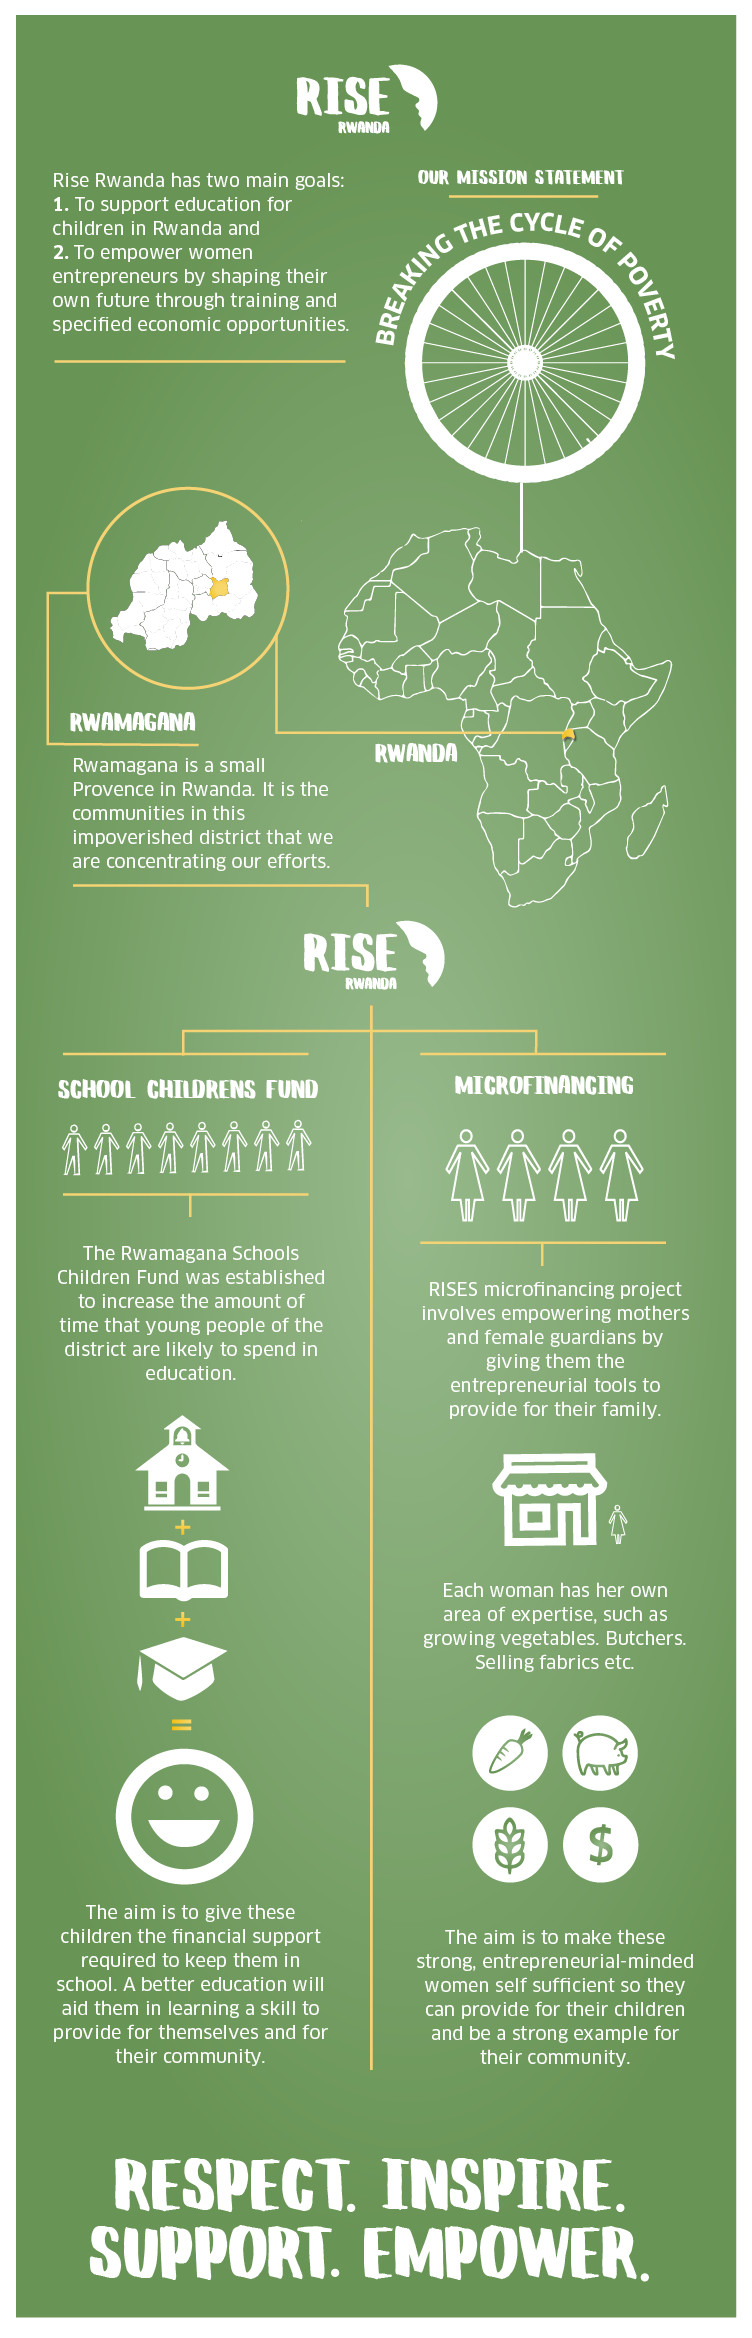 RISE
RWANDA
Rise Rwanda has two main goals:
1. To support education for
children in Rwanda and
2. To empower women
entrepreneurs by shaping their
own future through training and
specified economic opportunities.
OUR MISSION STATEMENT
BREAKING THE CYCLE OF POVERTY
RWAMAGANA
Rwamagana is a small
Provence in Rwanda. It is the
communities in this
impoverished district that we
are concentrating our efforts.
RWANDA
RISE
RWANDA
SCHOOL CHILDRENS FUND
The Rwamagana Schools
Children Fund was established
to increase the amount of
time that young people of the
district are likely to spend in
education.
+
+
=
The aim is to give these
children the financial support
required to keep them in
school. A better education will
aid them in learning a skill to
provide for themselves and for
their community.
MICROFINANCING
RISES microfinancing project
involves empowering mothers
and female guardians by
giving them the
entrepreneurial tools to
provide for their family.
Each woman has her own
area of expertise, such as
growing vegetables. Butchers.
Selling fabrics etc.
$
The aim is to make these
strong, entrepreneurial-minded
women self sufficient so they
can provide for their children
and be a strong example for
their community.
RESPECT. INSPIRE.
SUPPORT. EMPOWER.